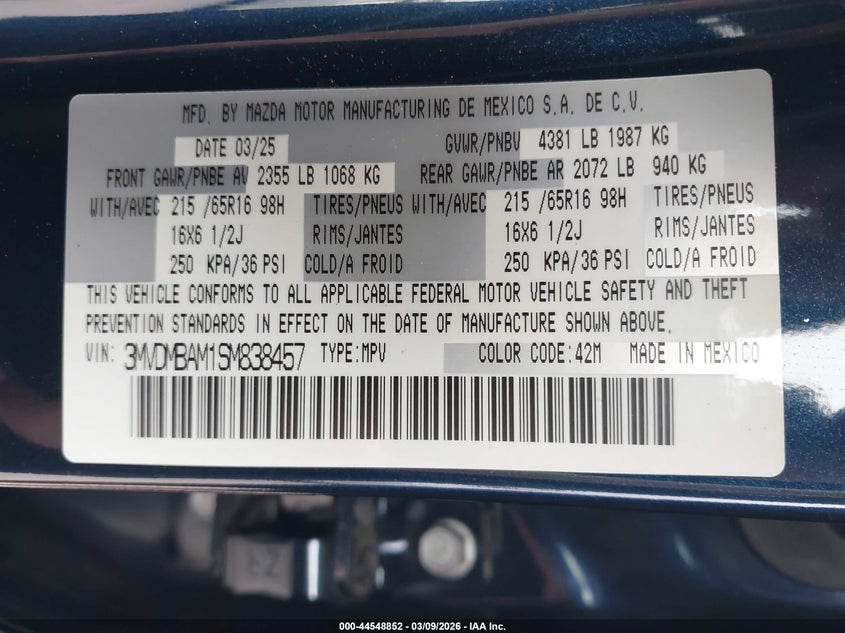 MFD. BY MAZDA MOTOR MANUFACTURING DE MEXICO S.A. DE C.V.
DATE 03/25 GVWR/PNBV 4381 LB 1987 KG
FRONT GAWR/PNBE AV 2355 LB 1068 KG REAR GAWR/PNBE AR 2072 LB 940 KG
WITH/AVEC 215 /65R16 98H TIRES/PNEUS WITH/AVEC 215 /65R16 98H TIRES/PNEUS
16X6 1/2J RIMS/JANTES 16X6 1/2J RIMS/JANTES
250 KPA/36 PSI COLD/A FROID 250 KPA/36 PSI COLD/A FROID
THIS VEHICLE CONFORMS TO ALL APPLICABLE FEDERAL MOTOR VEHICLE SAFETY AND THEFT
PREVENTION STANDARDS IN EFFECT ON THE DATE OF MANUFACTURE SHOWN ABOVE.
VIN: 3MVDMBAM1SM838457 TYPE:MPV COLOR CODE:42M MADE IN MEXICO
000-44548852 - 03/09/2026 - IAA Inc.